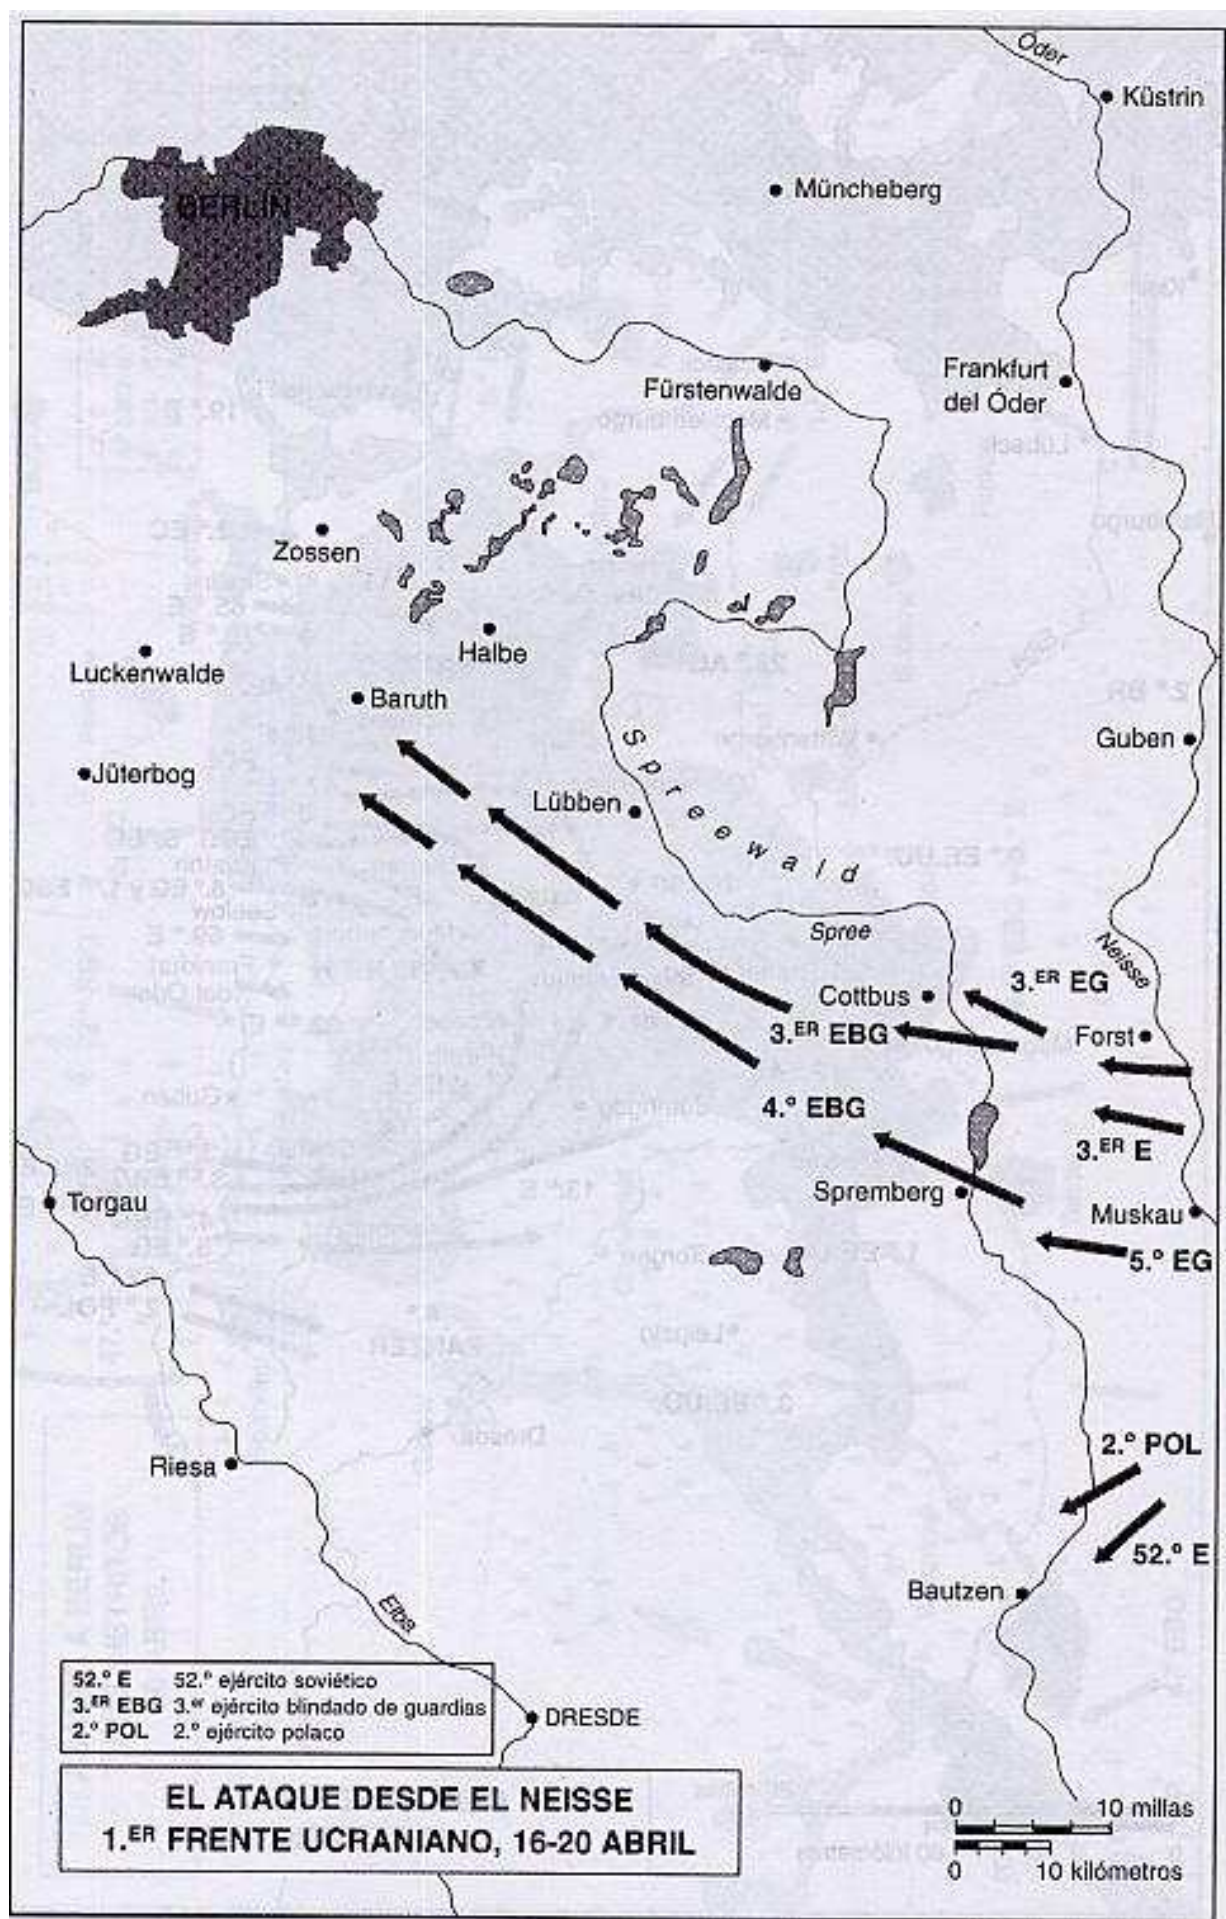 Óder
Küstrin
Müncheberg
BERLÍN
Frankfurt
del Óder
Fürstenwalde
Zossen
Halbe
Luckenwalde
Baruth
Guben
Jüterbog
Lübben
Spreewald
Spree
Neisse
Cottbus
3.ER EG
3.ER EBG
Forst
4.º EBG
3.ER E
Spremberg
Torgau
Muskau
5.º EG
2.º POL
Riesa
52.º E
Bautzen
Elba
52.º E 52.º ejército soviético
3.ER EBG 3.er ejército blindado de guardias
2.º POL 2.º ejército polaco
DRESDE
EL ATAQUE DESDE EL NEISSE
1.ER FRENTE UCRANIANO, 16-20 ABRIL
0 10 millas
0 10 kilómetros